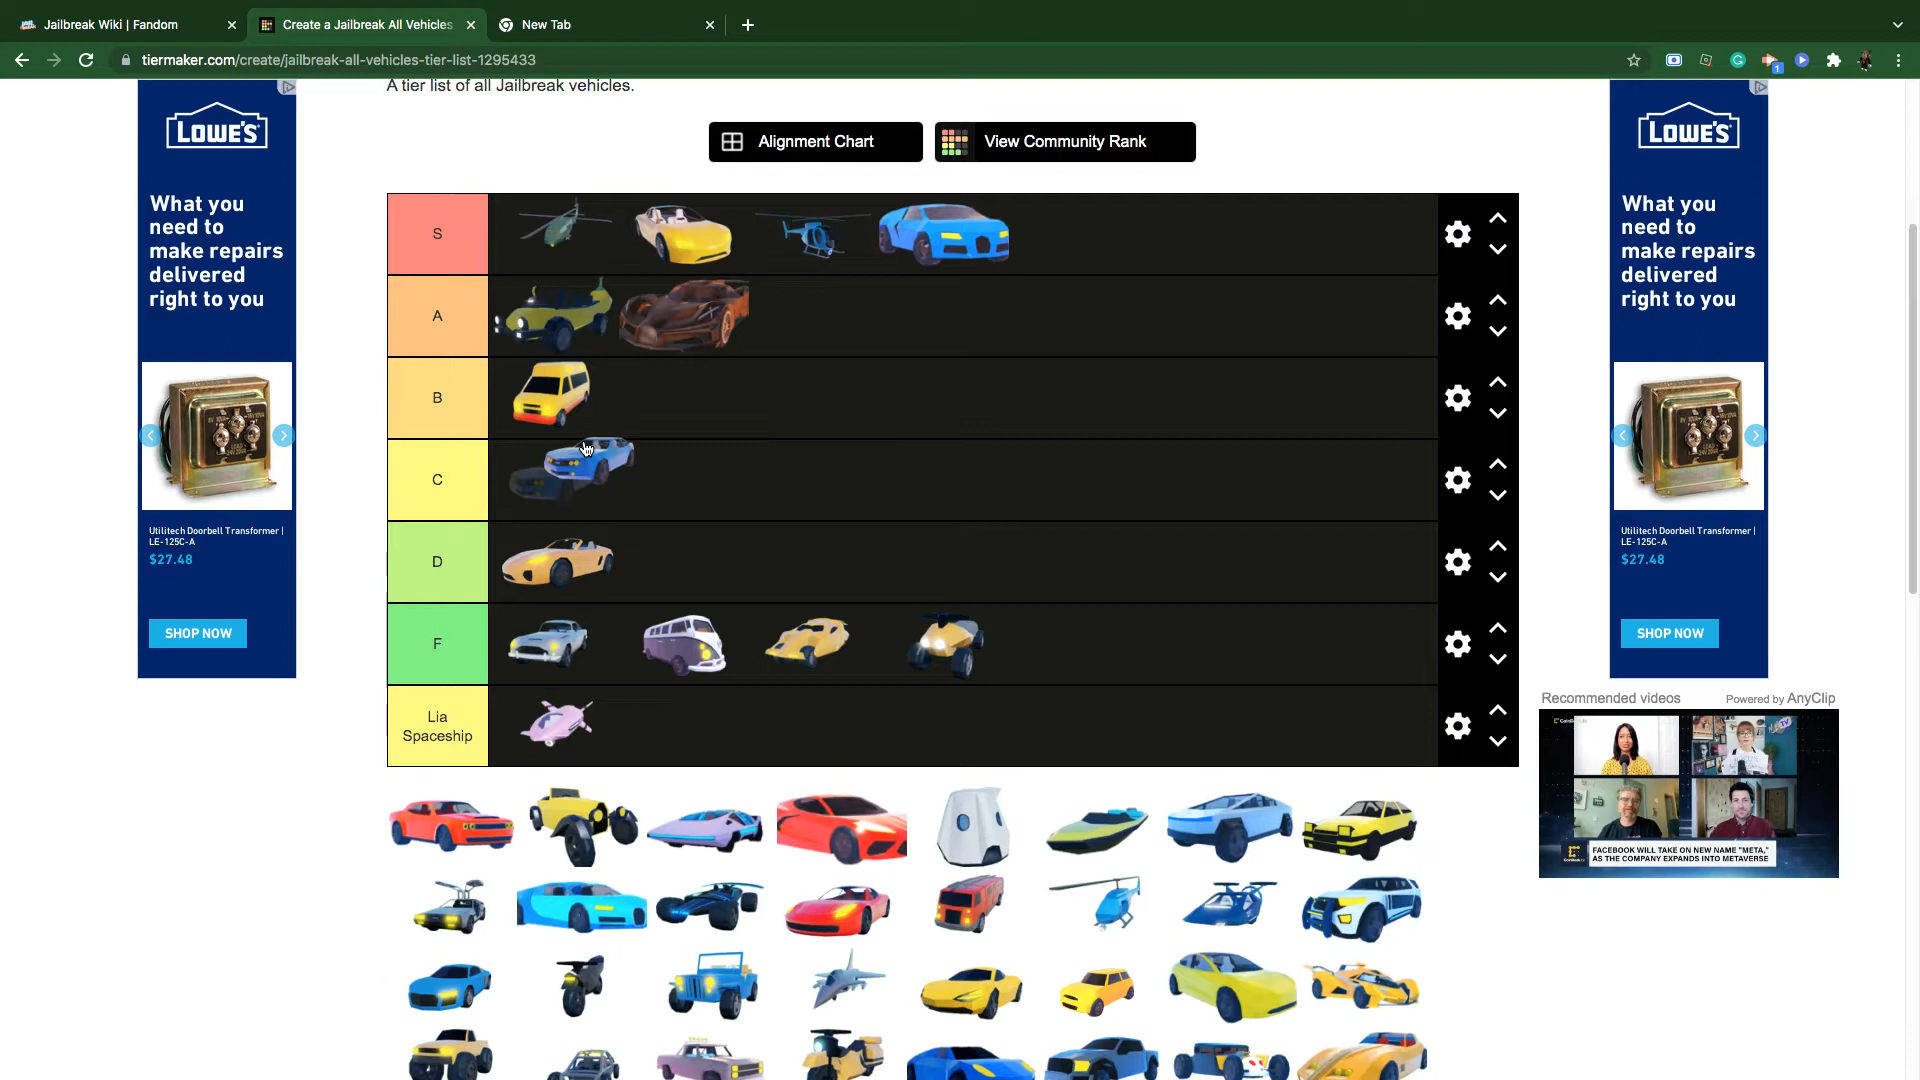 Jailbreak Wiki | Fandom
Create a Jailbreak All Vehicles
New Tab
tiermaker.com/create/jailbreak-all-vehicles-tier-list-1295433
1
A tier list of all Jailbreak vehicles.
Alignment Chart
View Community Rank
LOWE'S
What you
need to
make repairs
delivered
right to you
Utilitech Doorbell Transformer |
LE-125C-A
$27.48
SHOP NOW
S
A
B
C
D
F
Lia
Spaceship
LOWE'S
What you
need to
make repairs
delivered
right to you
Utilitech Doorbell Transformer |
LE-125C-A
$27.48
SHOP NOW
Recommended videos
Powered by AnyClip
FACEBOOK WILL TAKE ON NEW NAME "META,"
AS THE COMPANY EXPANDS INTO METAVERSE